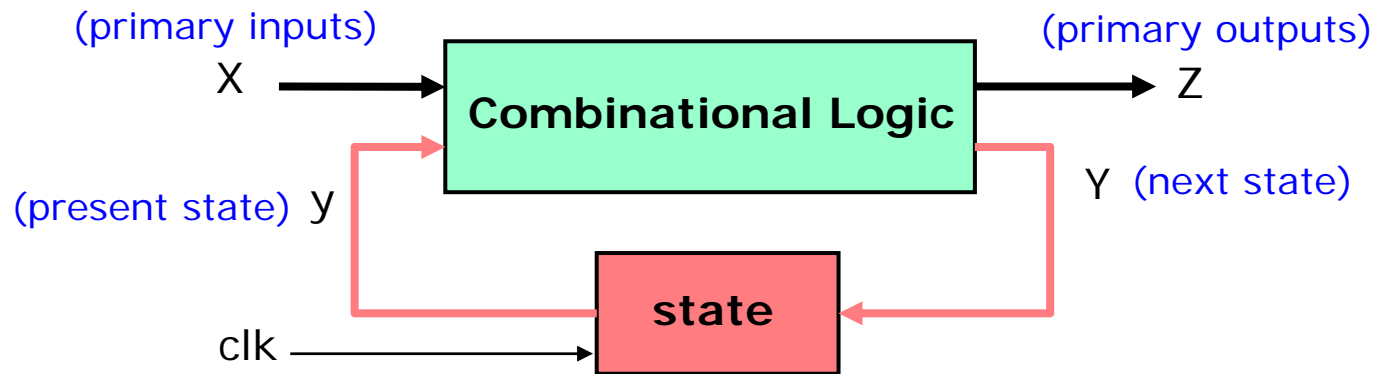 (primary inputs)
X
Combinational Logic
(primary outputs)
Z
(present state) y
Y (next state)
state
clk